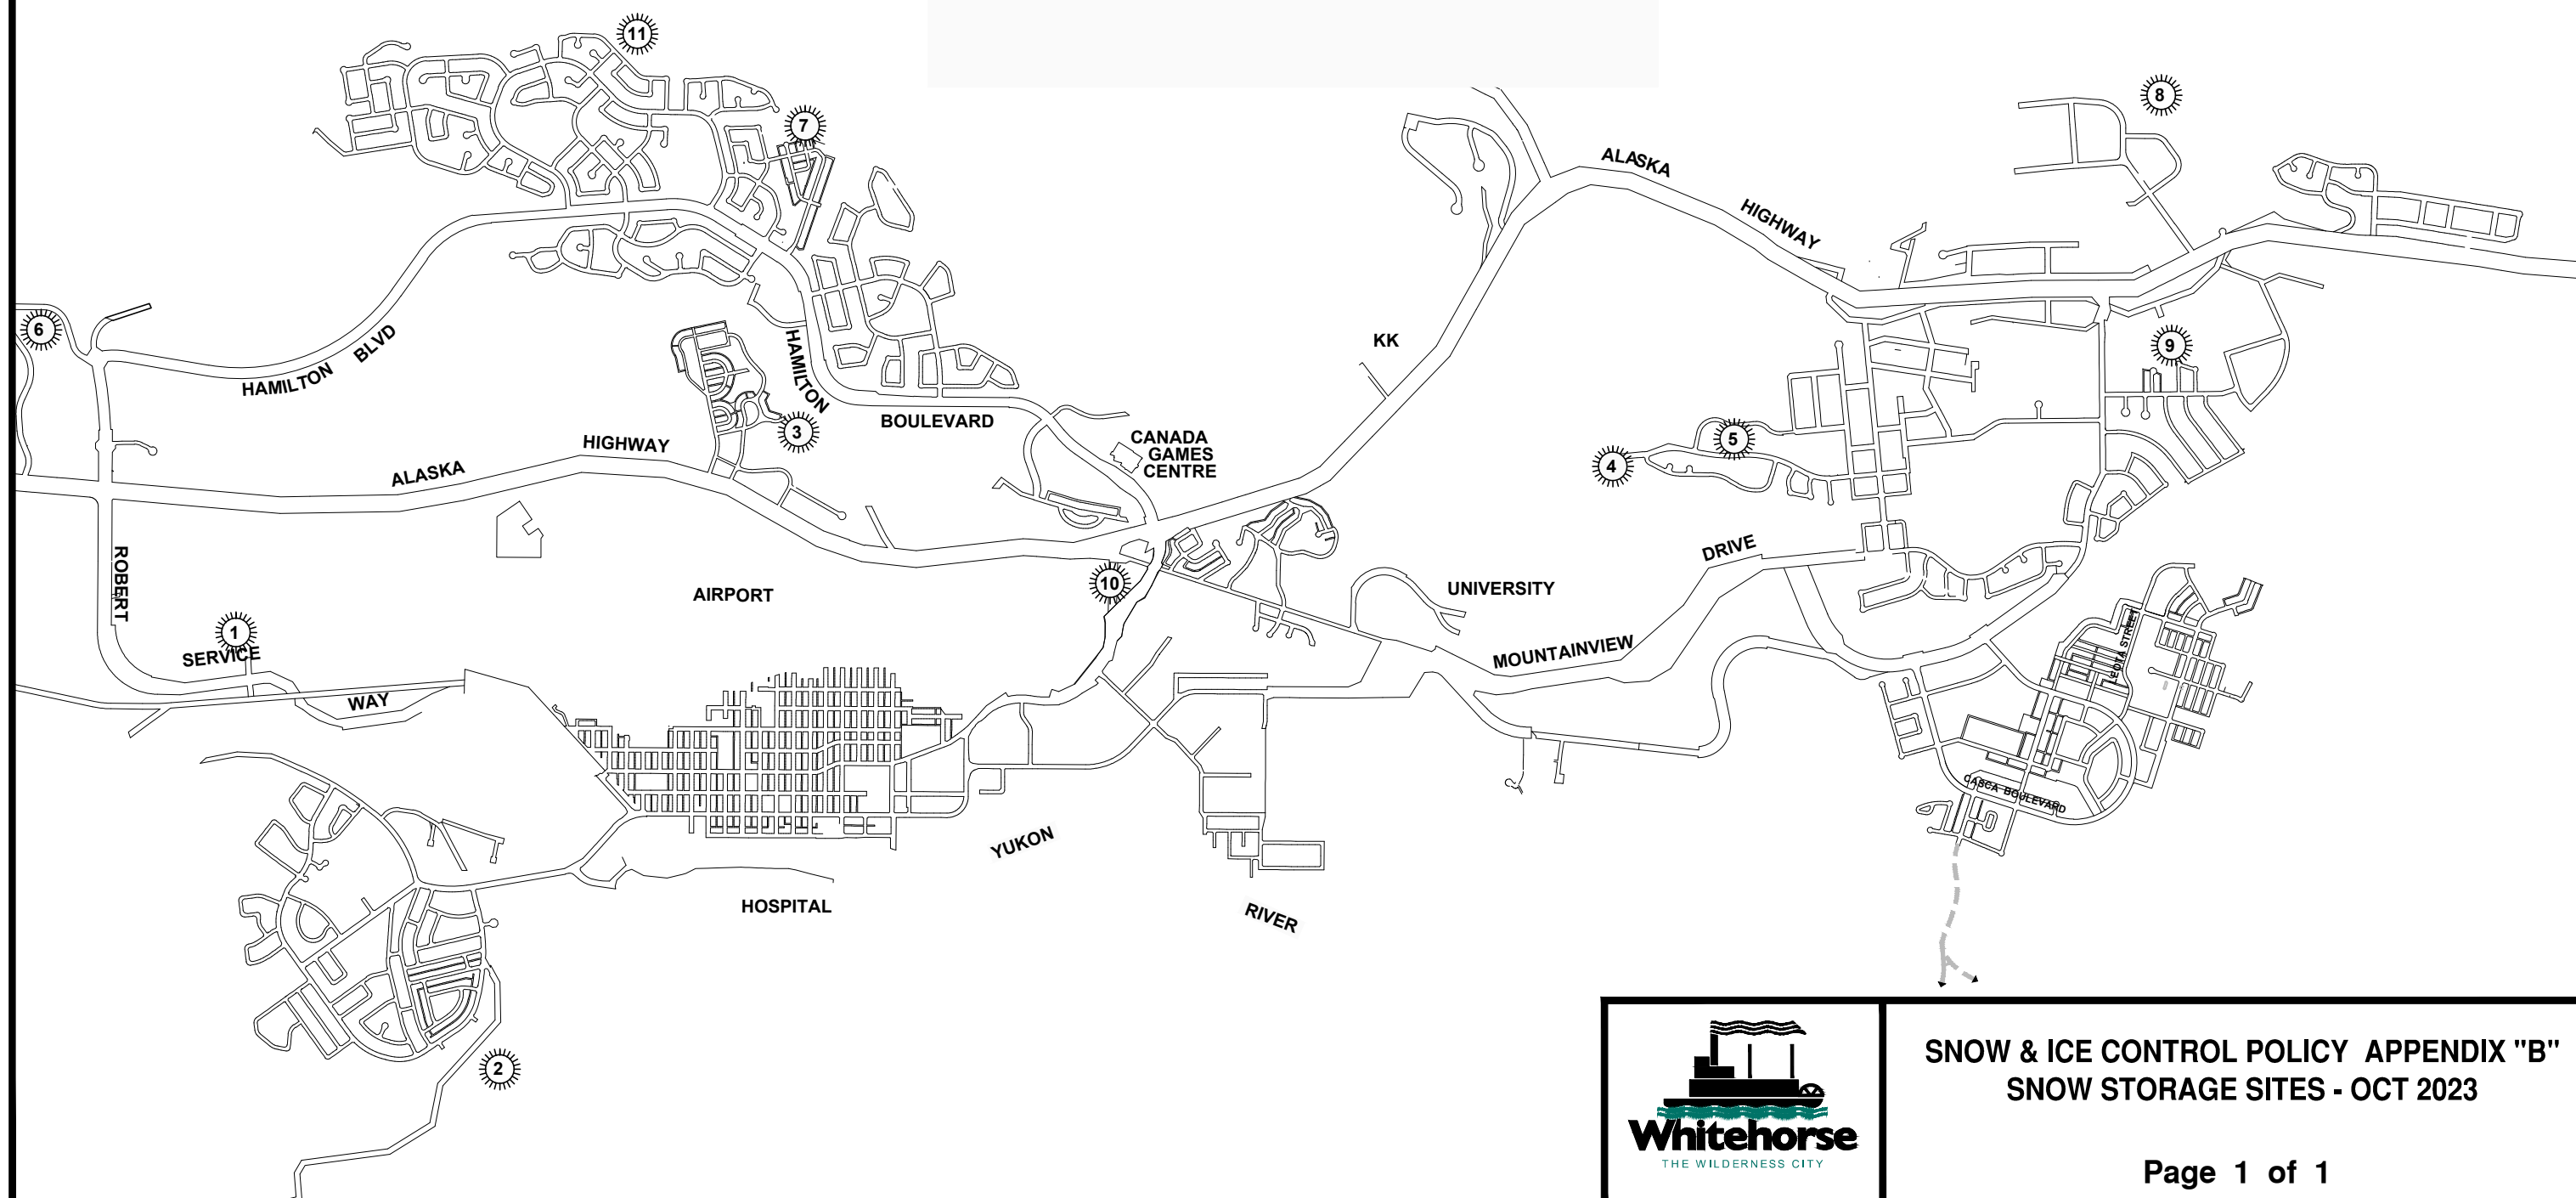 11
7
8
ALASKA
HIGHWAY
6
HAMILTON BLVD
HAMILTON
BOULEVARD
KK
9
3
CANADA
GAMES
CENTRE
5
4
ALASKA
HIGHWAY
ROBERT
SERVICE
WAY
1
AIRPORT
10
UNIVERSITY
DRIVE
MOUNTAINVIEW
LEOTA STREET
CASCA BOULEVARD
YUKON
RIVER
HOSPITAL
2
Whitehorse
THE WILDERNESS CITY
SNOW & ICE CONTROL POLICY APPENDIX "B"
SNOW STORAGE SITES - OCT 2023
Page 1 of 1